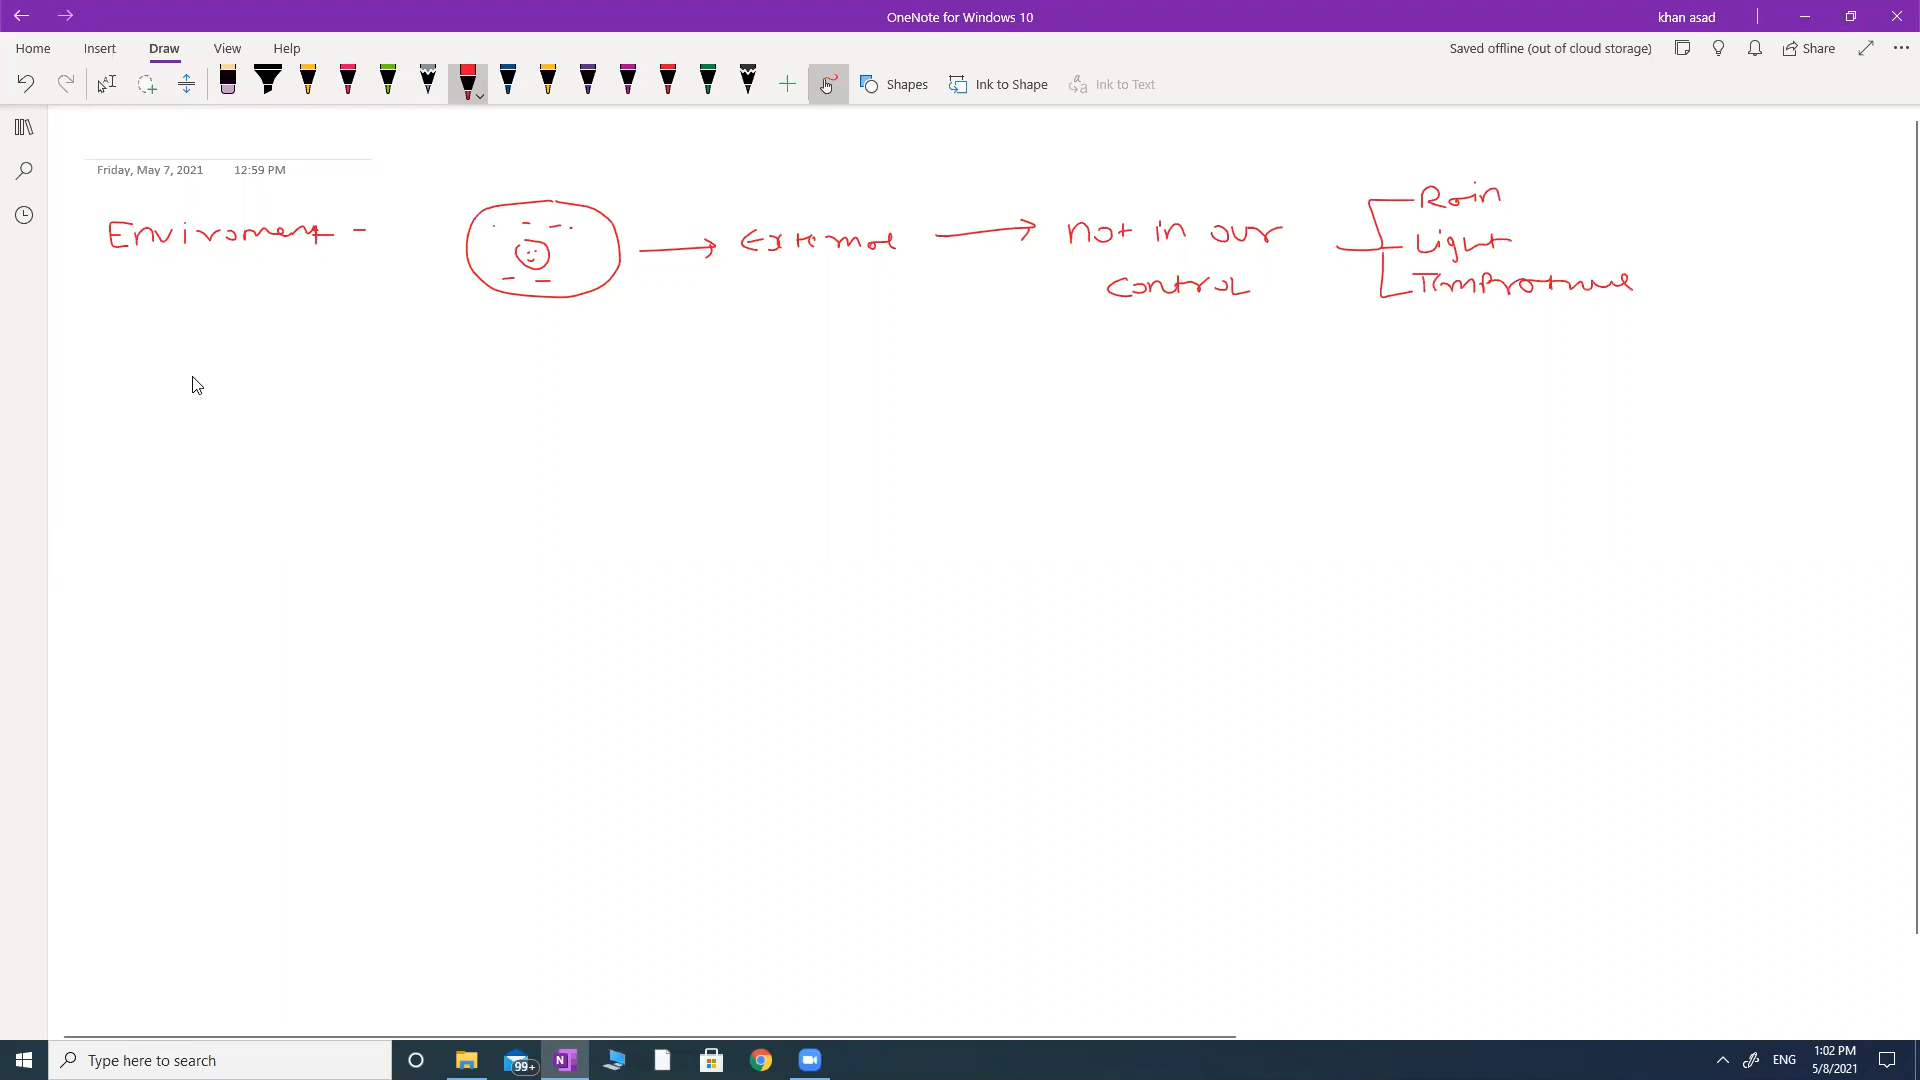 OneNote for Windows 10
khan asad
Home Insert Draw View Help
Saved offline (out of cloud storage)
Share
Shapes
Ink to Shape
Ink to Text
Friday, May 7, 2021 12:59 PM
Enviroment -
External
not in our
control
Rain
Light
Temprature
Type here to search
99+
ENG
1:02 PM
5/8/2021